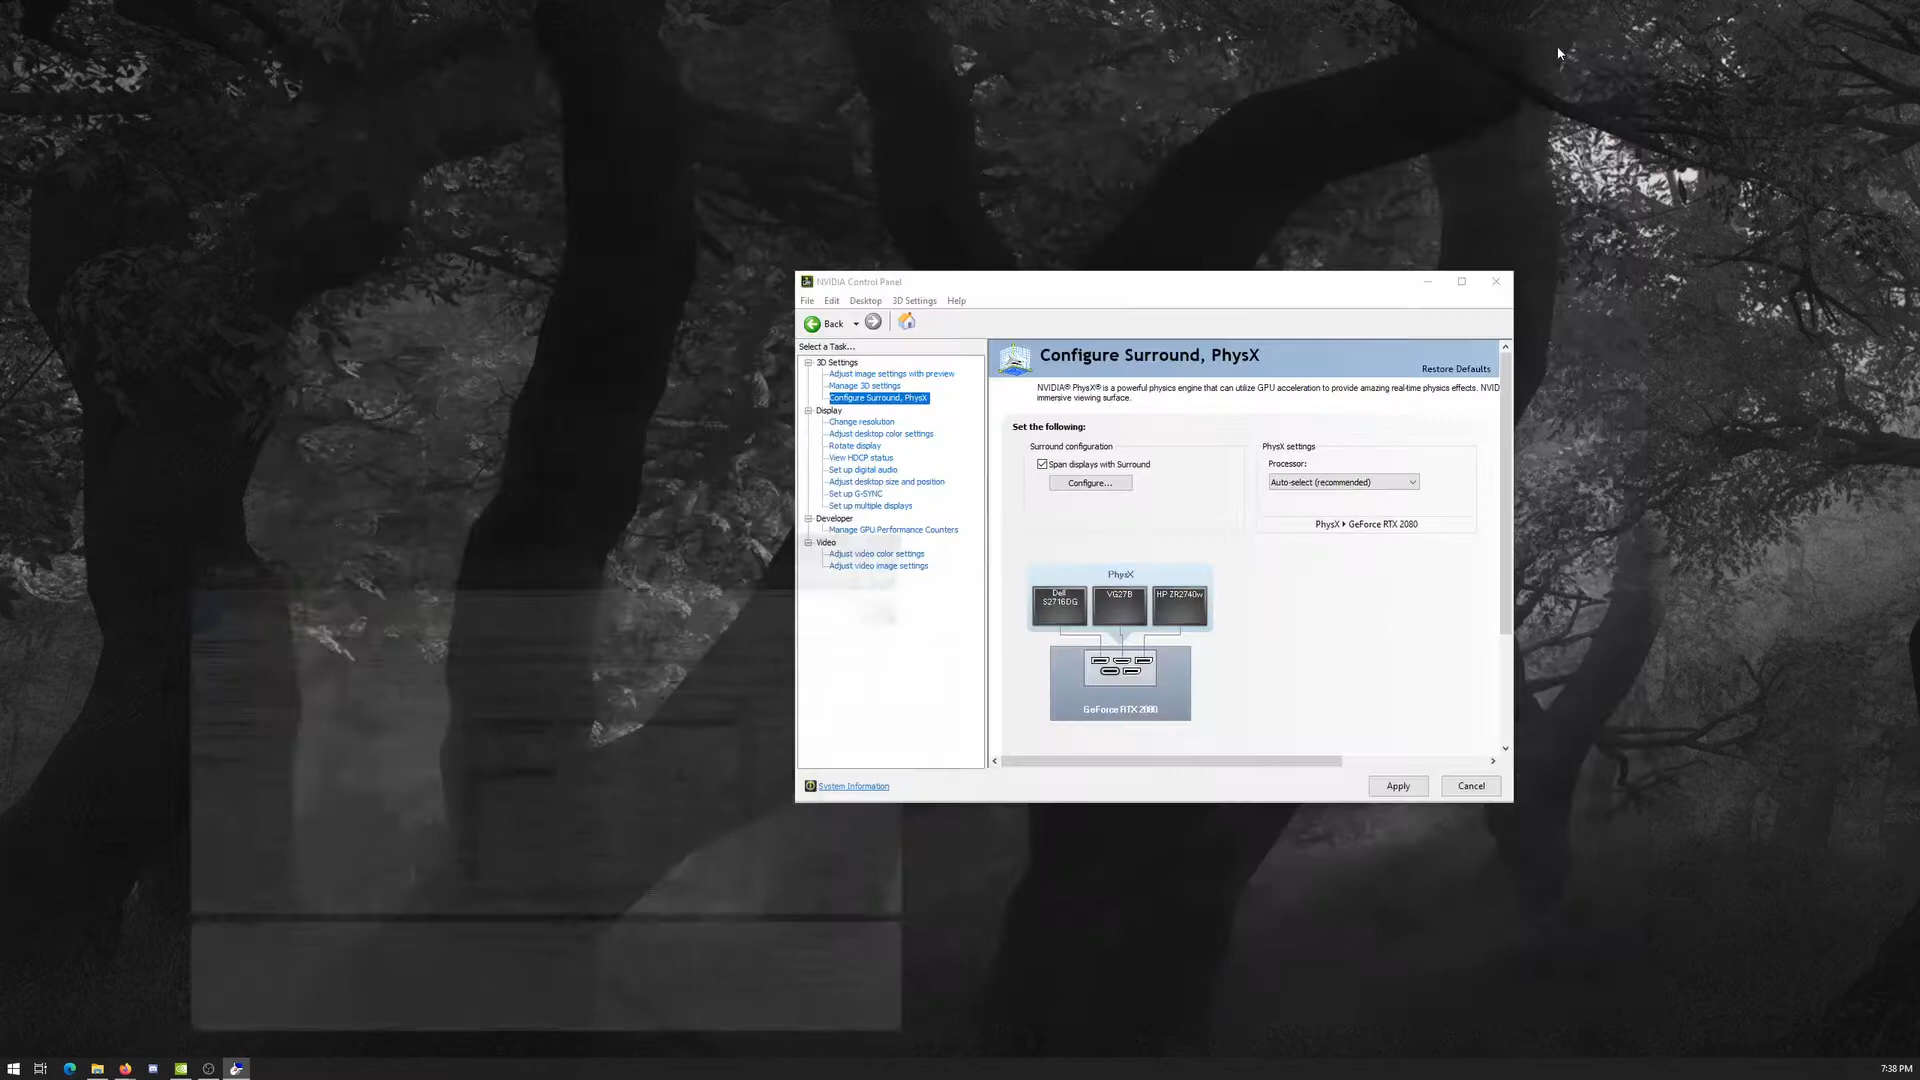 NVIDIA Control Panel
File Edit Desktop 3D Settings Help
Back
Select a Task...
3D Settings
Adjust image settings with preview
Manage 3D settings
Configure Surround, PhysX
Display
Change resolution
Adjust desktop color settings
Rotate display
View HDCP status
Set up digital audio
Adjust desktop size and position
Set up G-SYNC
Set up multiple displays
Developer
Manage GPU Performance Counters
Video
Adjust video color settings
Adjust video image settings
System Information
Configure Surround, PhysX
Restore Defaults
NVIDIA® PhysX® is a powerful physics engine that can utilize GPU acceleration to provide amazing real-time physics effects. NVID
immersive viewing surface.
Set the following:
Surround configuration
Span displays with Surround
Configure...
PhysX settings
Processor:
Auto-select (recommended)
PhysX GeForce RTX 2080
PhysX
Dell
S2716DG
VG27B
HP ZR2740w
GeForce RTX 2080
Apply Cancel
7:38 PM